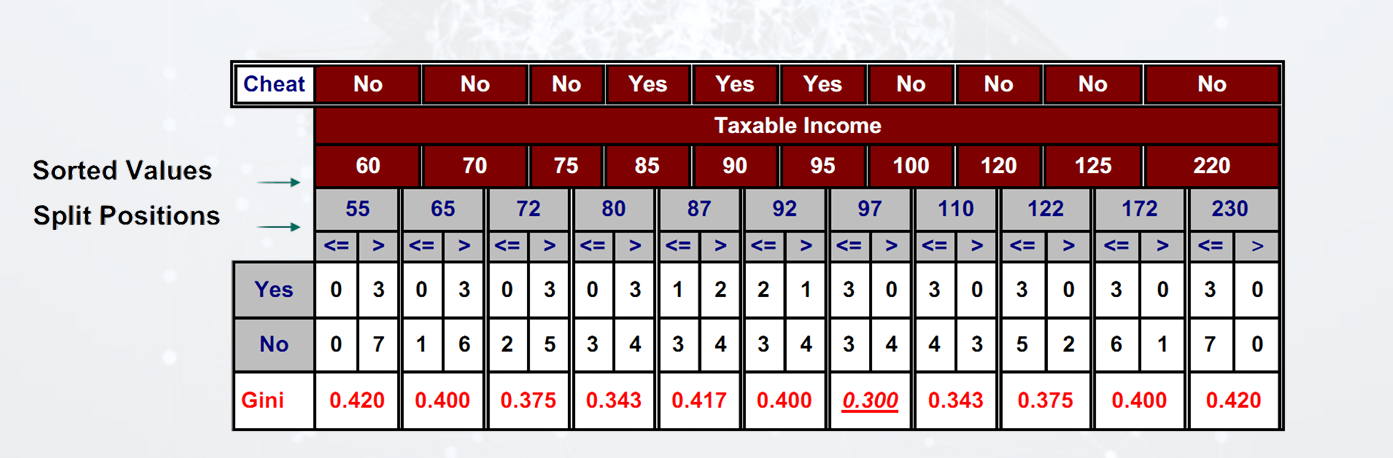 Cheat No No No Yes Yes Yes No No No No
Taxable Income
Sorted Values 60 70 75 85 90 95 100 120 125 220
Split Positions 55 65 72 80 87 92 97 110 122 172 230
<= > <= > <= > <= > <= > <= > <= > <= > <= > <= > <= >
Yes 0 3 0 3 0 3 0 3 1 2 2 1 3 0 3 0 3 0 3 0 3 0
No 0 7 1 6 2 5 3 4 3 4 3 4 3 4 4 3 5 2 6 1 7 0
Gini 0.420 0.400 0.375 0.343 0.417 0.400 0.300 0.343 0.375 0.400 0.420